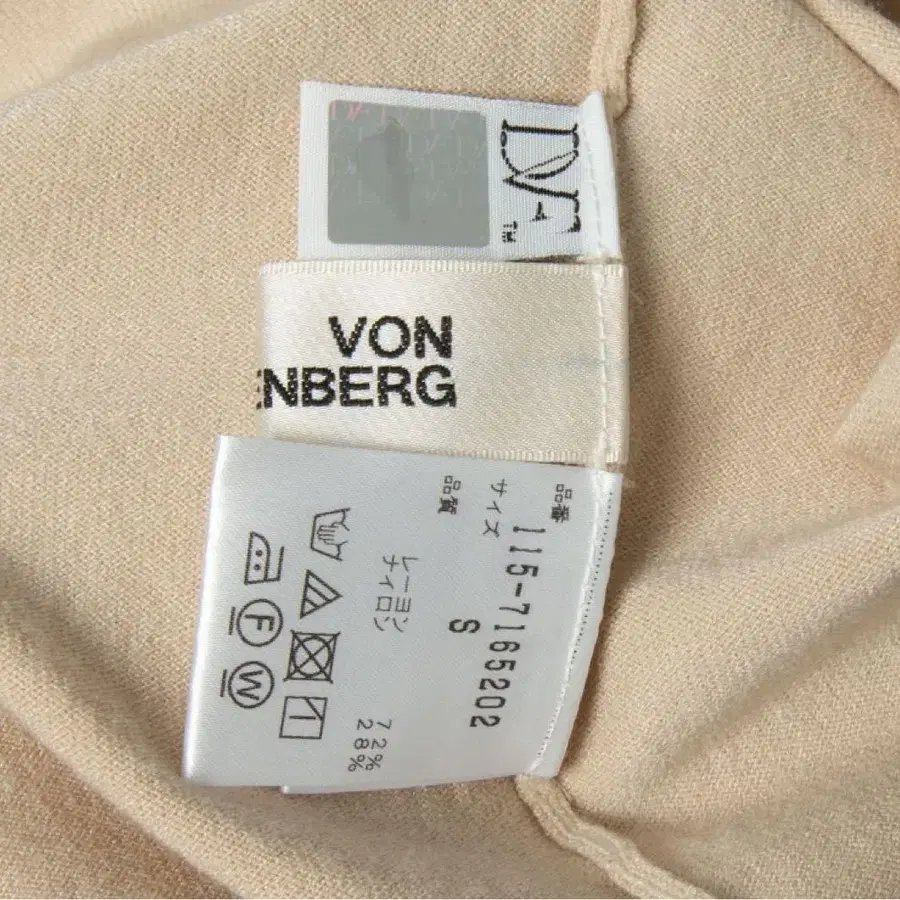 DVF
TM
VON
ENBERG
品番 115-7165202
サイズ S
品質
レーヨン 72%
ナイロン 28%
F
W